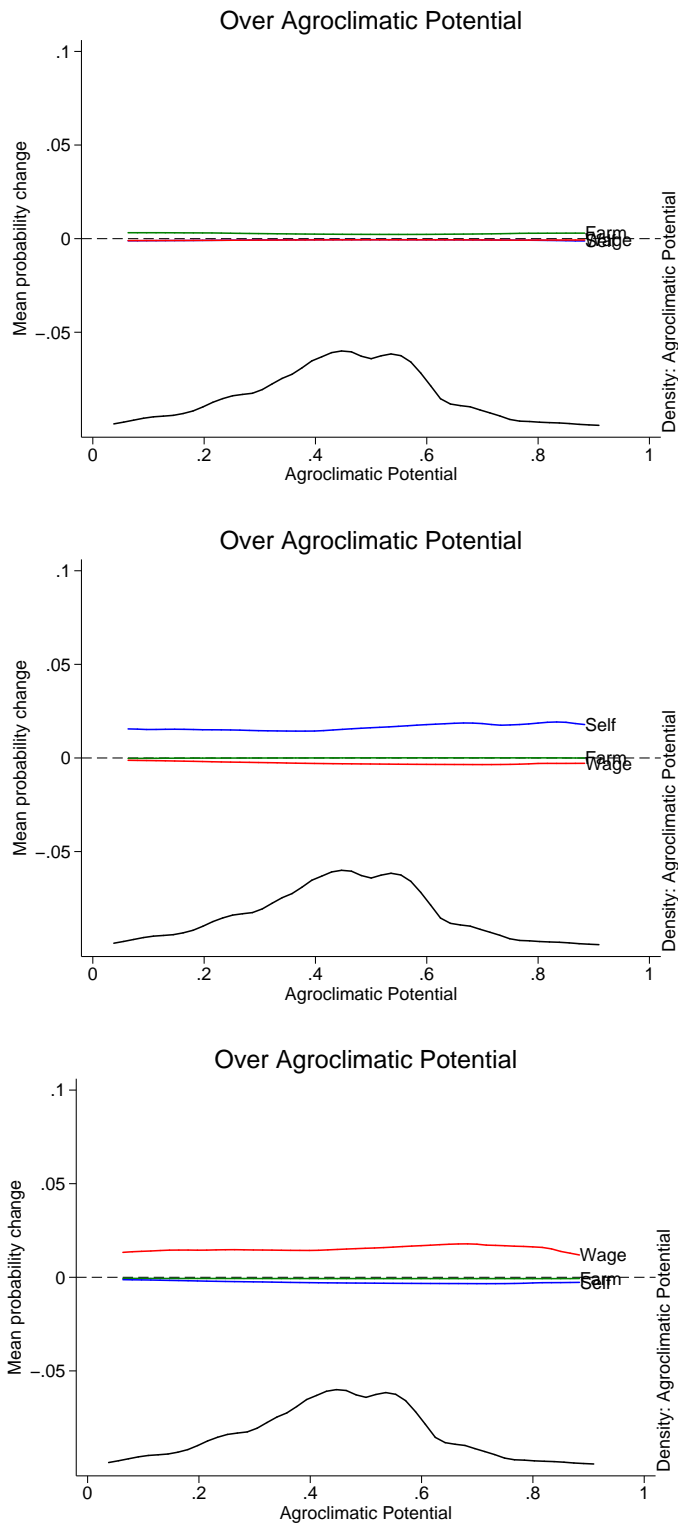 Over Agroclimatic Potential
.1
.05
0
−.05
Mean probability change
Farm
Wage
Self
Density: Agroclimatic Potential
0 .2 .4 .6 .8 1
Agroclimatic Potential
Over Agroclimatic Potential
.1
.05
0
−.05
Mean probability change
Self
Farm
Wage
Density: Agroclimatic Potential
0 .2 .4 .6 .8 1
Agroclimatic Potential
Over Agroclimatic Potential
.1
.05
0
−.05
Mean probability change
Wage
Farm
Self
Density: Agroclimatic Potential
0 .2 .4 .6 .8 1
Agroclimatic Potential